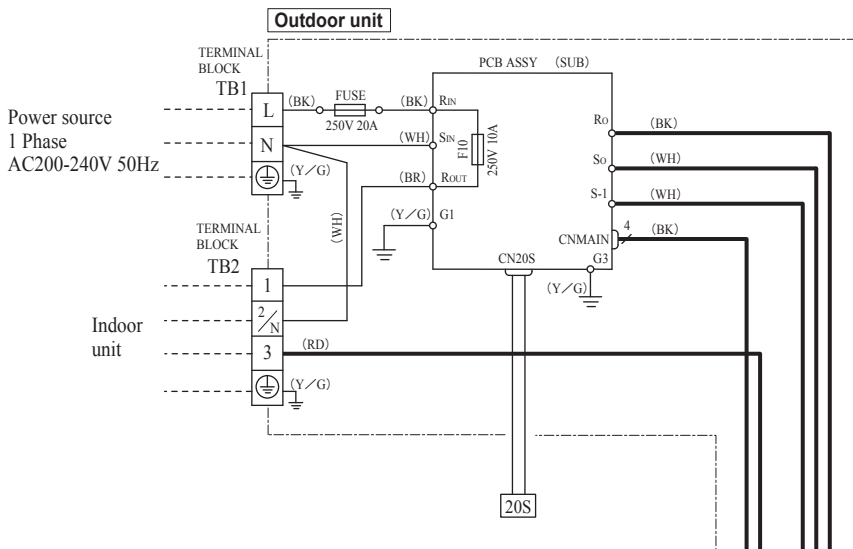 Outdoor unit
TERMINAL
BLOCK
TB1
L
N
Power source
1 Phase
AC200-240V 50Hz
(BK)
FUSE
250V 20A
(BK)
(WH)
(Y/G)
(BR)
(WH)
(Y/G)
PCB ASSY (SUB)
RIN
SIN
ROUT
G1
F10
250V 10A
RO
(BK)
SO
(WH)
S-1
(WH)
CNMAIN
4
(BK)
CN20S
G3
(Y/G)
TERMINAL
BLOCK
TB2
1
2/N
3
Indoor
unit
(RD)
(Y/G)
20S